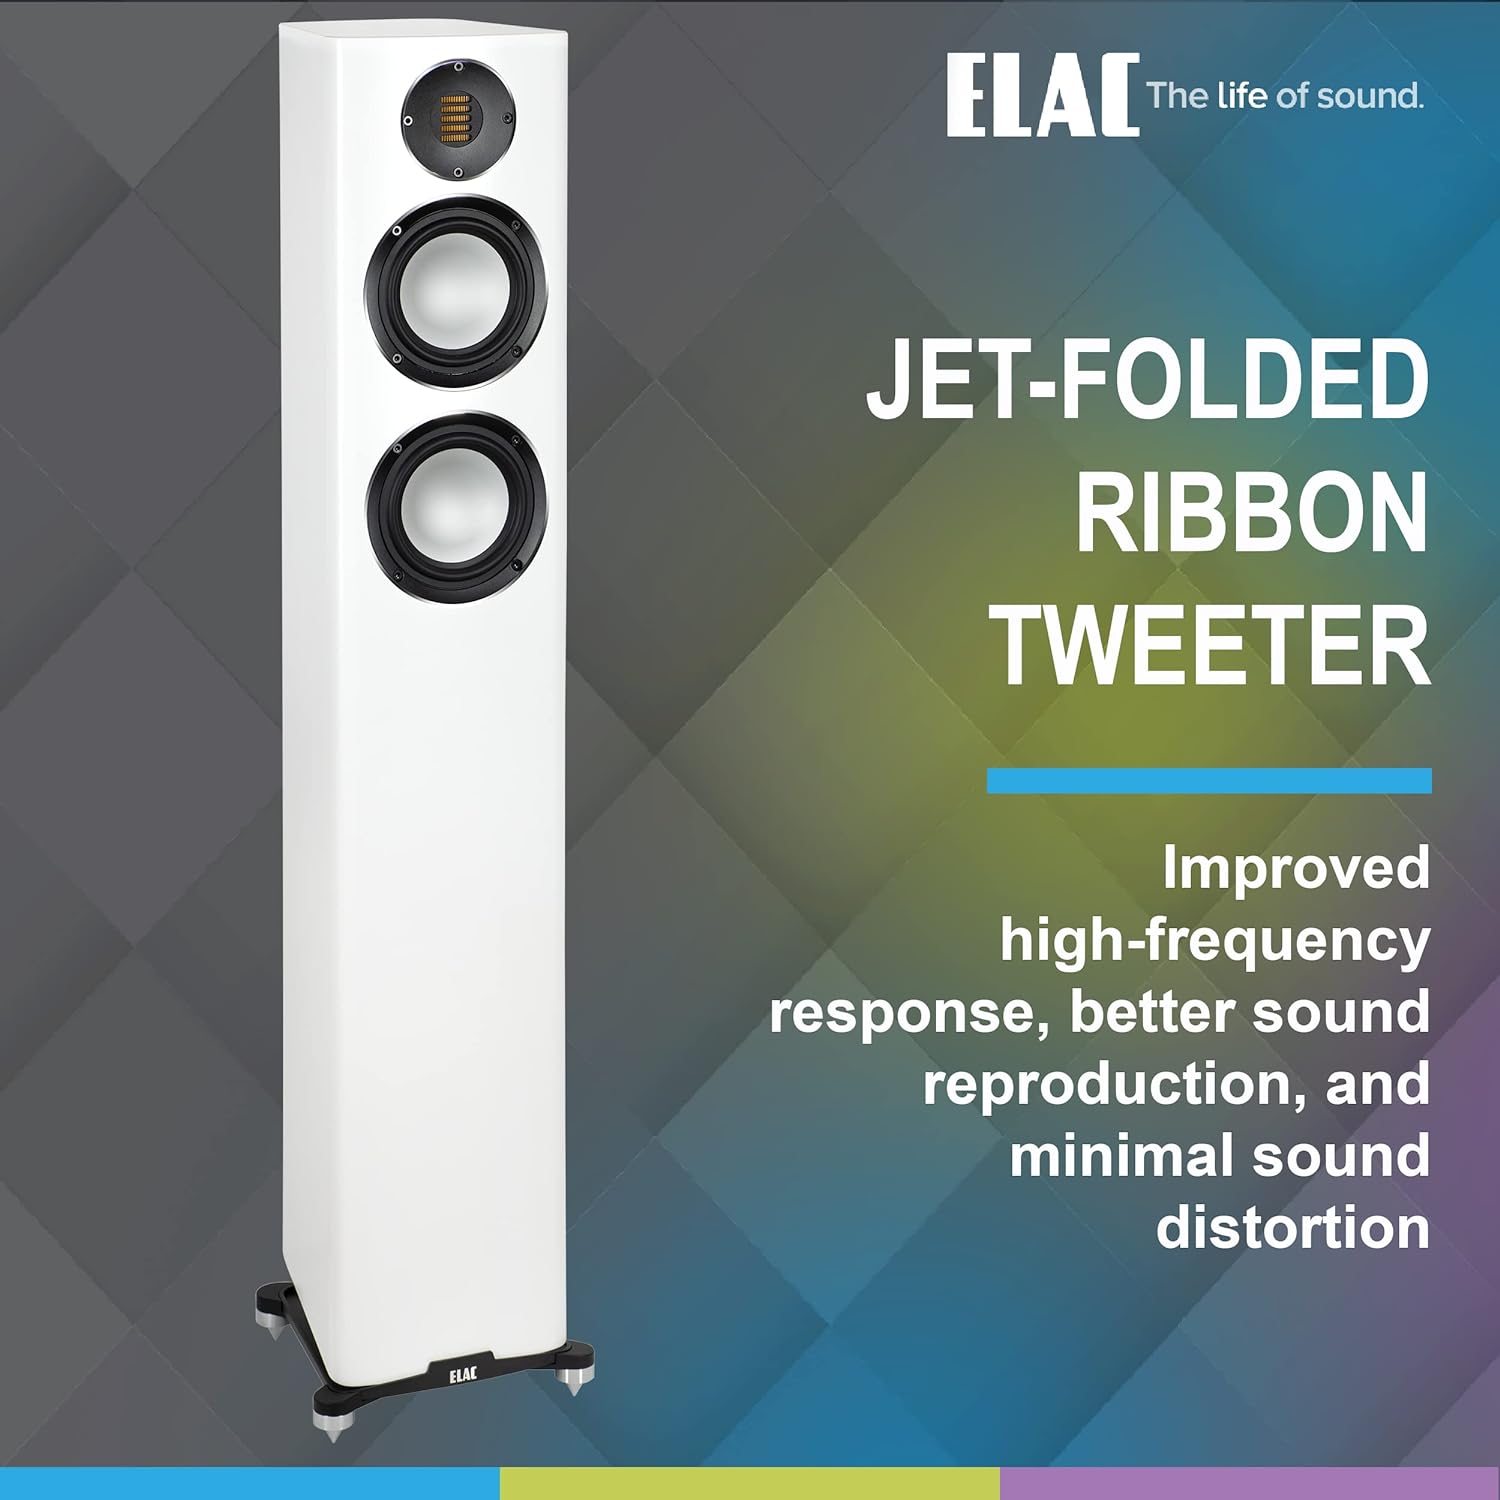 ELAC The life of sound.
JET-FOLDED
RIBBON
TWEETER
Improved
high-frequency
response, better sound
reproduction, and
minimal sound
distortion
ELAC